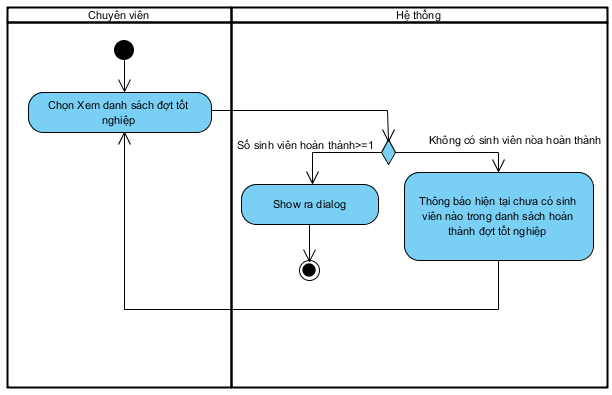 Chuyên viên
Hệ thống
Chọn Xem danh sách đợt tốt
nghiệp
Số sinh viên hoàn thành>=1
Không có sinh viên nòa hoàn thành
Show ra dialog
Thông báo hiện tại chưa có sinh
viên nào trong danh sách hoàn
thành đợt tốt nghiệp